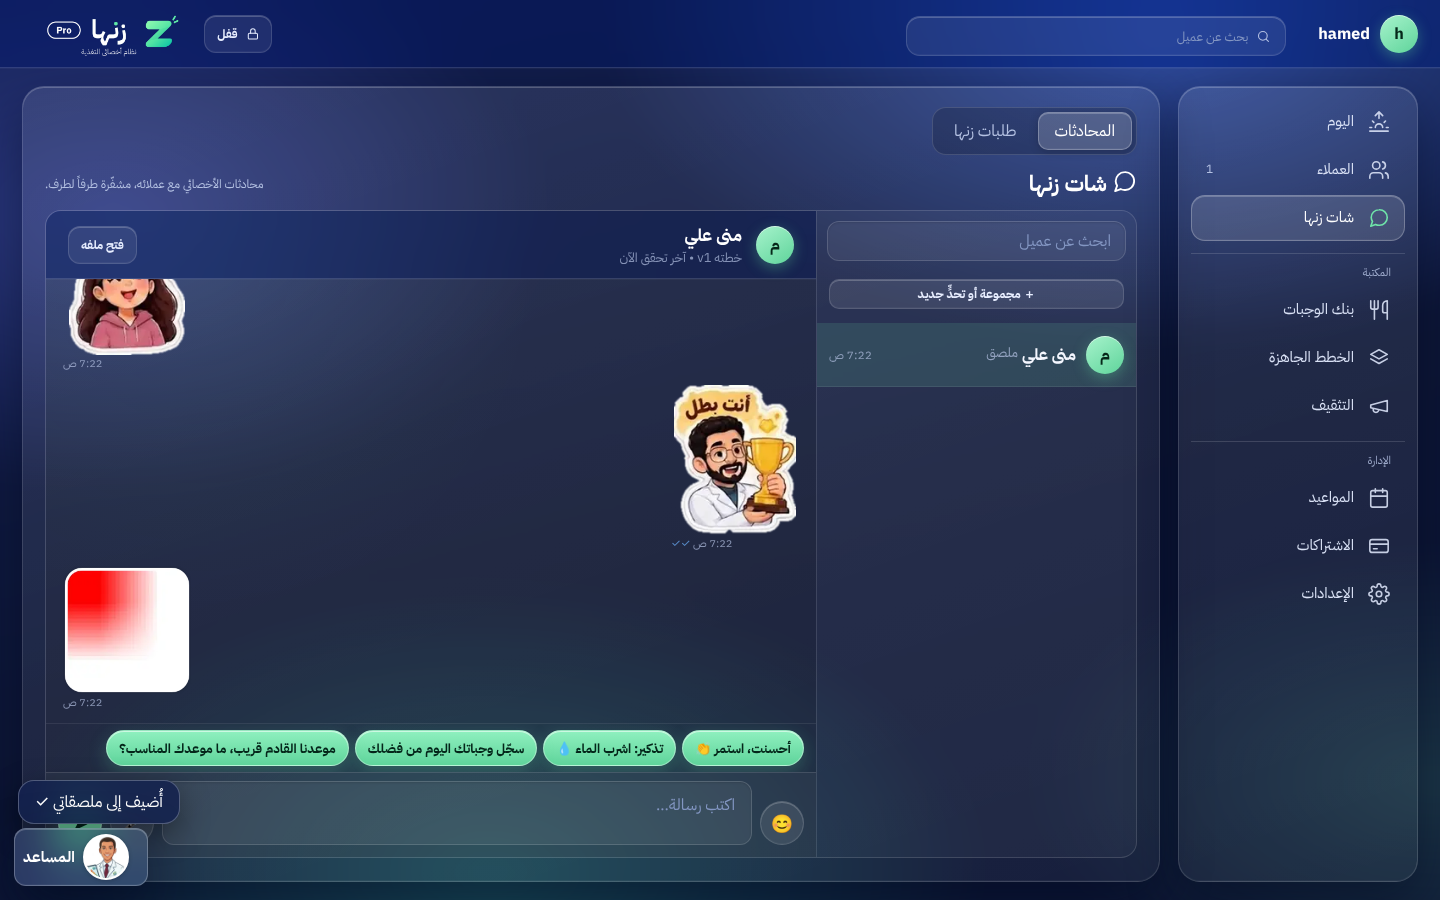 h
hamed
بحث عن عميل
قفل
زنها
Pro
نظام أخصائي التغذية
اليوم
العملاء
1
شات زنها
المكتبة
بنك الوجبات
الخطط الجاهزة
التثقيف
الإدارة
المواعيد
الاشتراكات
الإعدادات
المحادثات
طلبات زنها
شات زنها
محادثات الأخصائي مع عملائه، مشفّرة طرفاً لطرف.
ابحث عن عميل
+ مجموعة أو تحدٍّ جديد
م
منى علي
ملصق
7:22 ص
م
منى علي
خطته v1 • آخر تحقق الآن
فتح ملفه
7:22 ص
أنت بطل
7:22 ص ✓✓
7:22 ص
أحسنت، استمر 👏
تذكير: اشرب الماء 💧
سجّل وجباتك اليوم من فضلك
موعدنا القادم قريب، ما موعدك المناسب؟
اكتب رسالة...
أُضيف إلى ملصقاتي ✓
المساعد